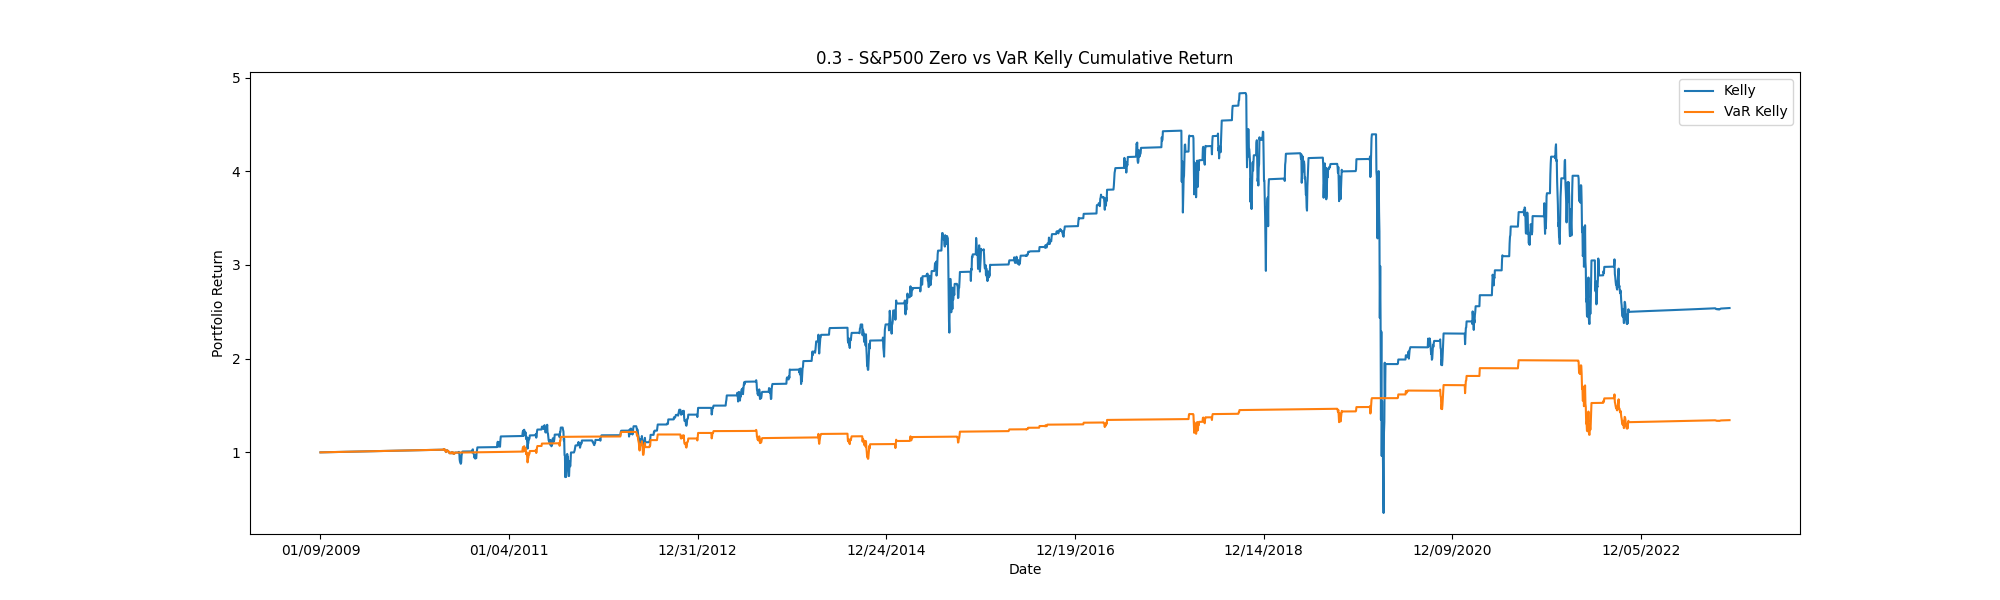 0.3 - S&P500 Zero vs VaR Kelly Cumulative Return
5
4
3
2
1
Portfolio Return
Kelly
VaR Kelly
01/09/2009
01/04/2011
12/31/2012
12/24/2014
12/19/2016
12/14/2018
12/09/2020
12/05/2022
Date